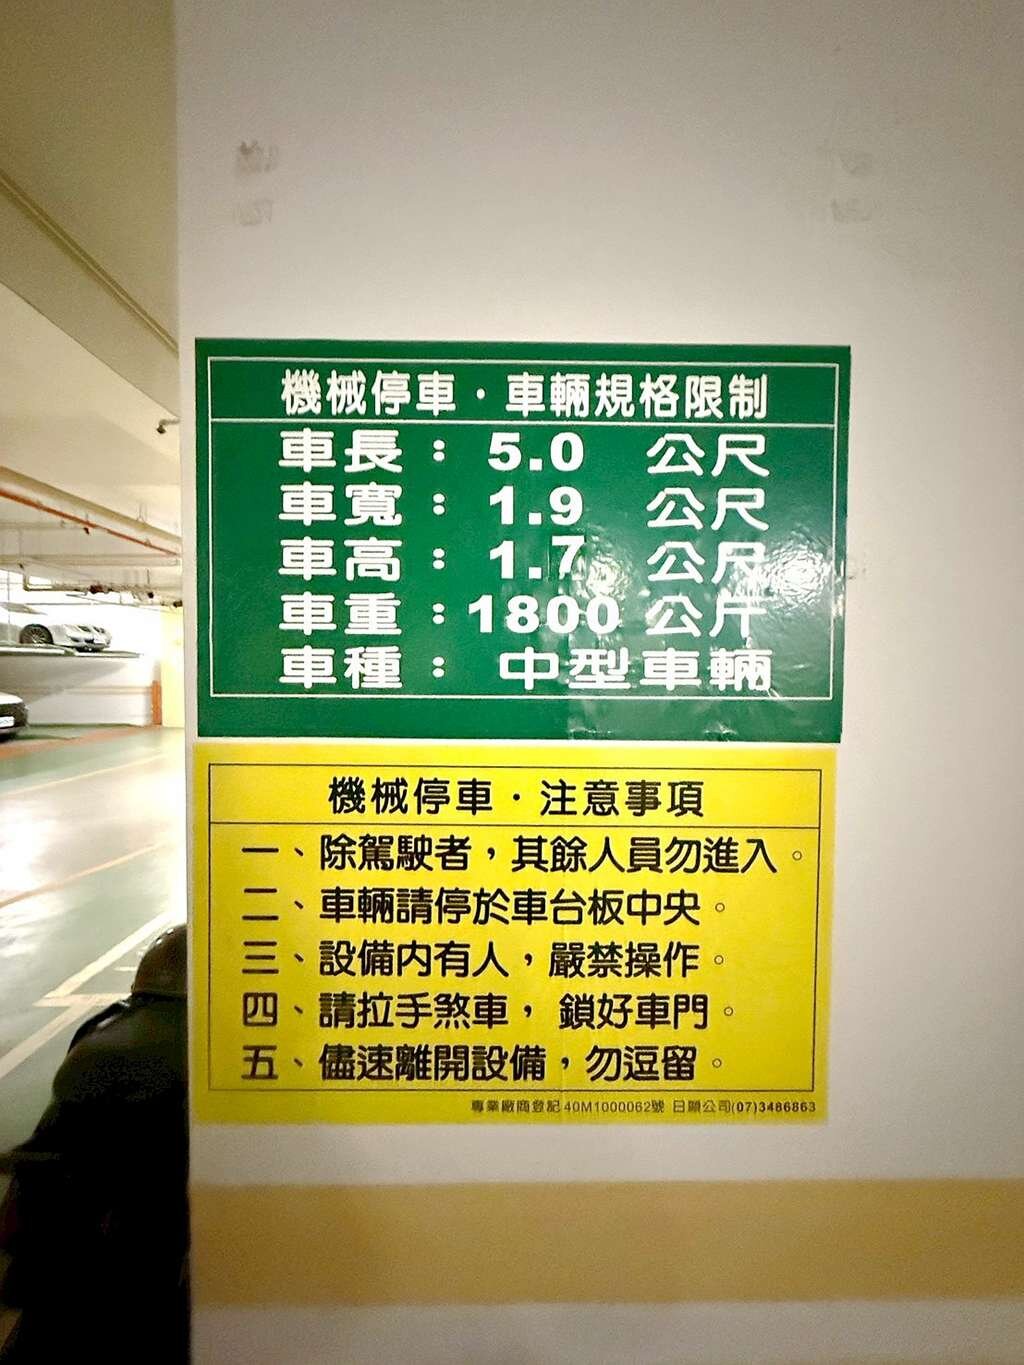 機械停車・車輛規格限制
車長：5.0 公尺
車寬：1.9 公尺
車高：1.7 公尺
車重：1800 公斤
車種：中型車輛
機械停車・注意事項
一、除駕駛者，其餘人員勿進入。
二、車輛請停於車台板中央。
三、設備內有人，嚴禁操作。
四、請拉手煞車，鎖好車門。
五、儘速離開設備，勿逗留。
專業廠商登記40M1000062號 日願公司(07)3486863